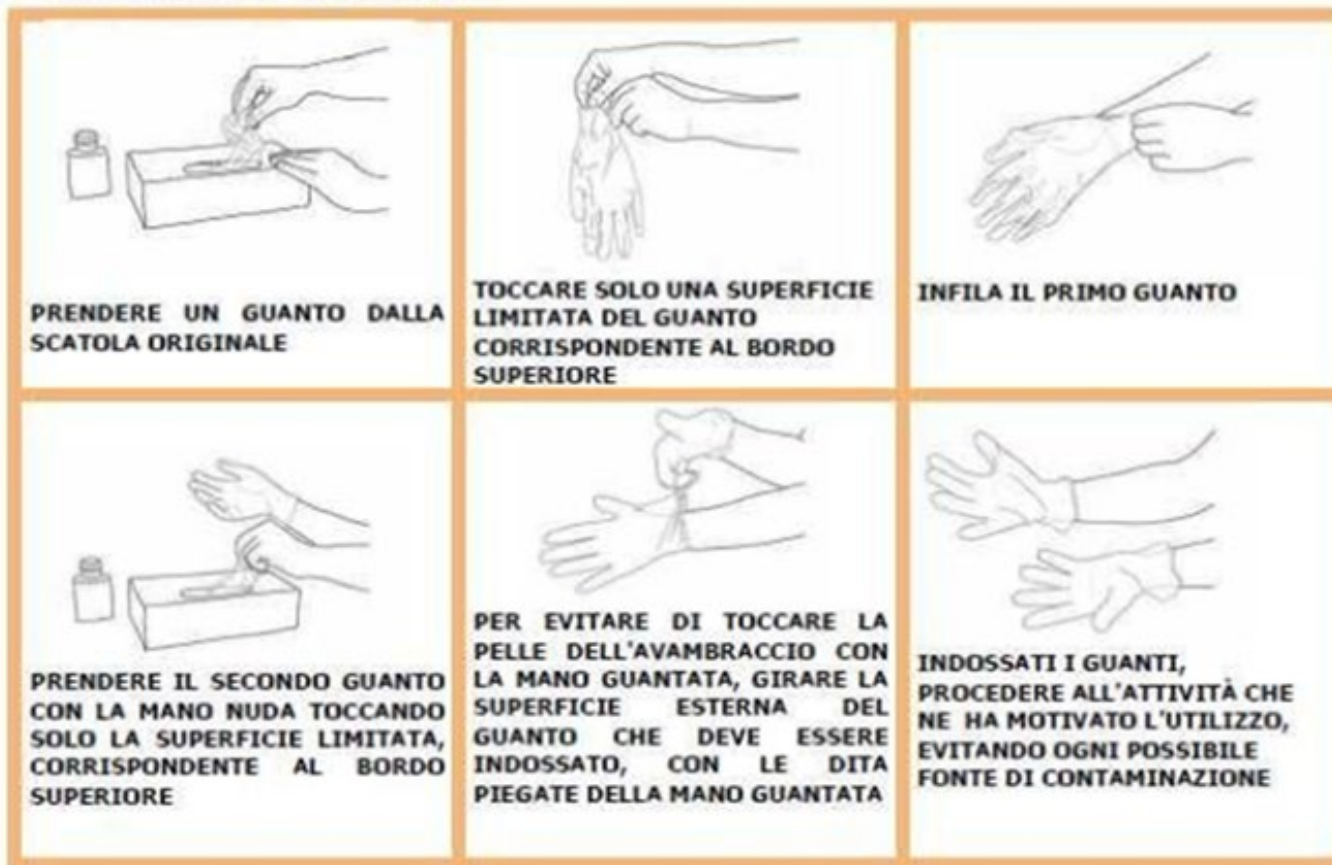 PRENDERE UN GUANTO DALLA
SCATOLA ORIGINALE
TOCCARE SOLO UNA SUPERFICIE
LIMITATA DEL GUANTO
CORRISPONDENTE AL BORDO
SUPERIORE
INFILA IL PRIMO GUANTO
PRENDERE IL SECONDO GUANTO
CON LA MANO NUDA TOCCANDO
SOLO LA SUPERFICIE LIMITATA,
CORRISPONDENTE AL BORDO
SUPERIORE
PER EVITARE DI TOCCARE LA
PELLE DELL'AVAMBRACCIO CON
LA MANO GUANTATA, GIRARE LA
SUPERFICIE ESTERNA DEL
GUANTO CHE DEVE ESSERE
INDOSSATO, CON LE DITA
PIEGATE DELLA MANO GUANTATA
INDOSSATI I GUANTI,
PROCEDERE ALL'ATTIVITÀ CHE
NE HA MOTIVATO L'UTILIZZO,
EVITANDO OGNI POSSIBILE
FONTE DI CONTAMINAZIONE